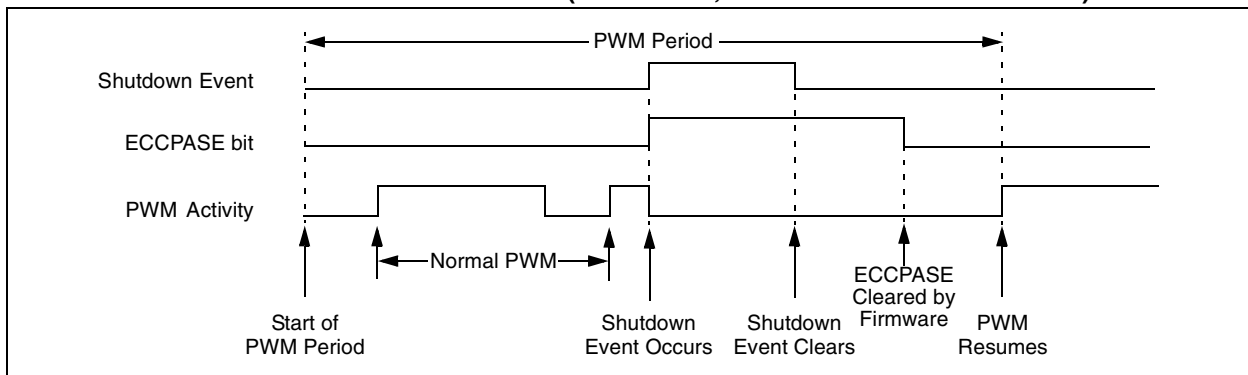 PWM Period
Shutdown Event
ECCPASE bit
PWM Activity
Normal PWM
Start of
PWM Period
Shutdown
Event Occurs
Shutdown
Event Clears
ECCPASE
Cleared by
Firmware
PWM
Resumes